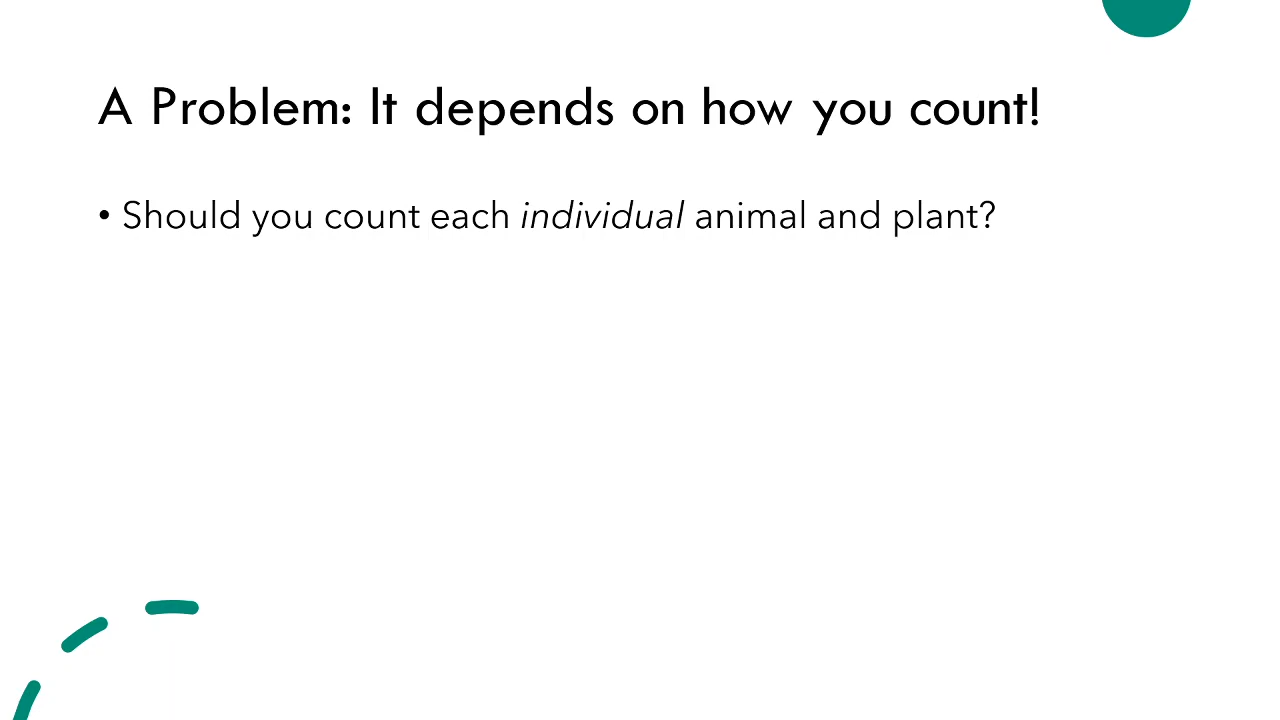 A Problem: It depends on how you count!
• Should you count each individual animal and plant?